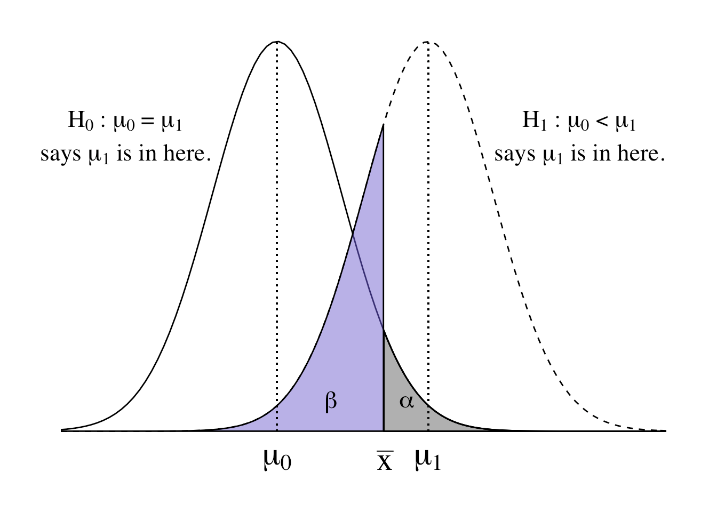 H₀ : μ₀ = μ₁
says μ₁ is in here.
H₁ : μ₀ < μ₁
says μ₁ is in here.
β
α
μ₀
x̅
μ₁